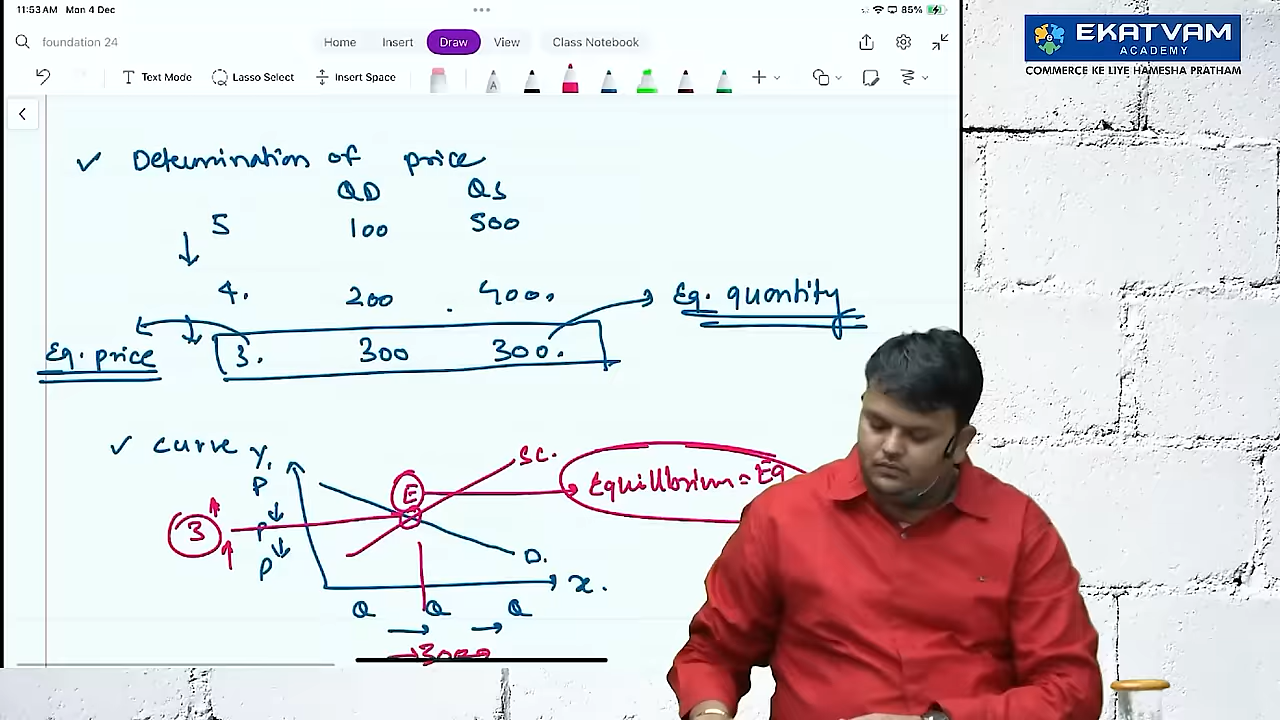 11:53 AM Mon 4 Dec
85%
EKATVAM
ACADEMY
COMMERCE KE LIYE HAMESHA PRATHAM
foundation 24
Home Insert Draw View Class Notebook
Text Mode Lasso Select Insert Space
✓ Determination of price
QD QS
5 100 500
4. 200 400.
Eq. quantity
Eq. price
3. 300 300.
✓ curve
Y.
SC.
P
E
Equillibrium = Eq
3
P
P
D.
x.
Q Q Q